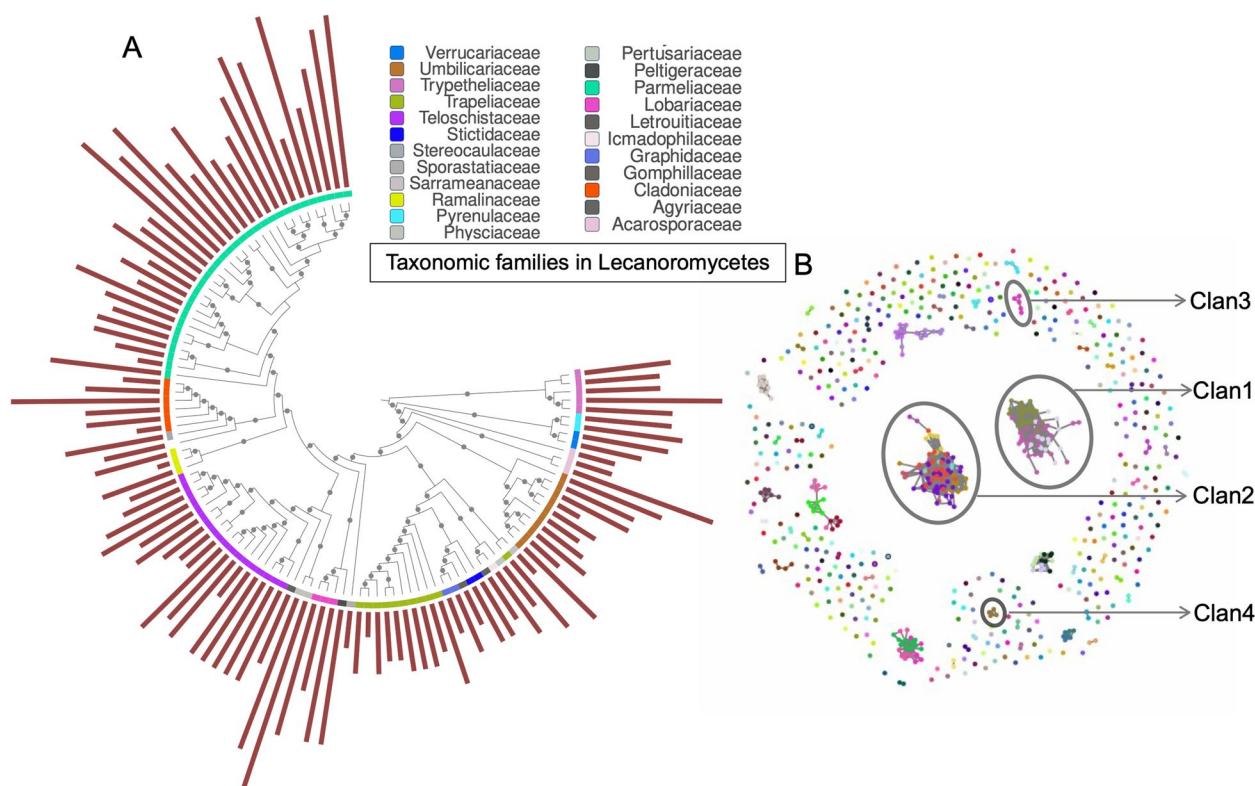 A
Verrucariaceae
Umbilicariaceae
Trypetheliaceae
Trapeliaceae
Teloschistaceae
Stictidaceae
Stereocaulaceae
Sporastatiaceae
Sarrameanaceae
Ramalinaceae
Pyrenulaceae
Physciaceae
Pertusariaceae
Peltigeraceae
Parmeliaceae
Lobariaceae
Letrouitiaceae
Icmadophilaceae
Graphidaceae
Gomphillaceae
Cladoniaceae
Agyriaceae
Acarosporaceae
Taxonomic families in Lecanoromycetes
B
Clan3
Clan1
Clan2
Clan4